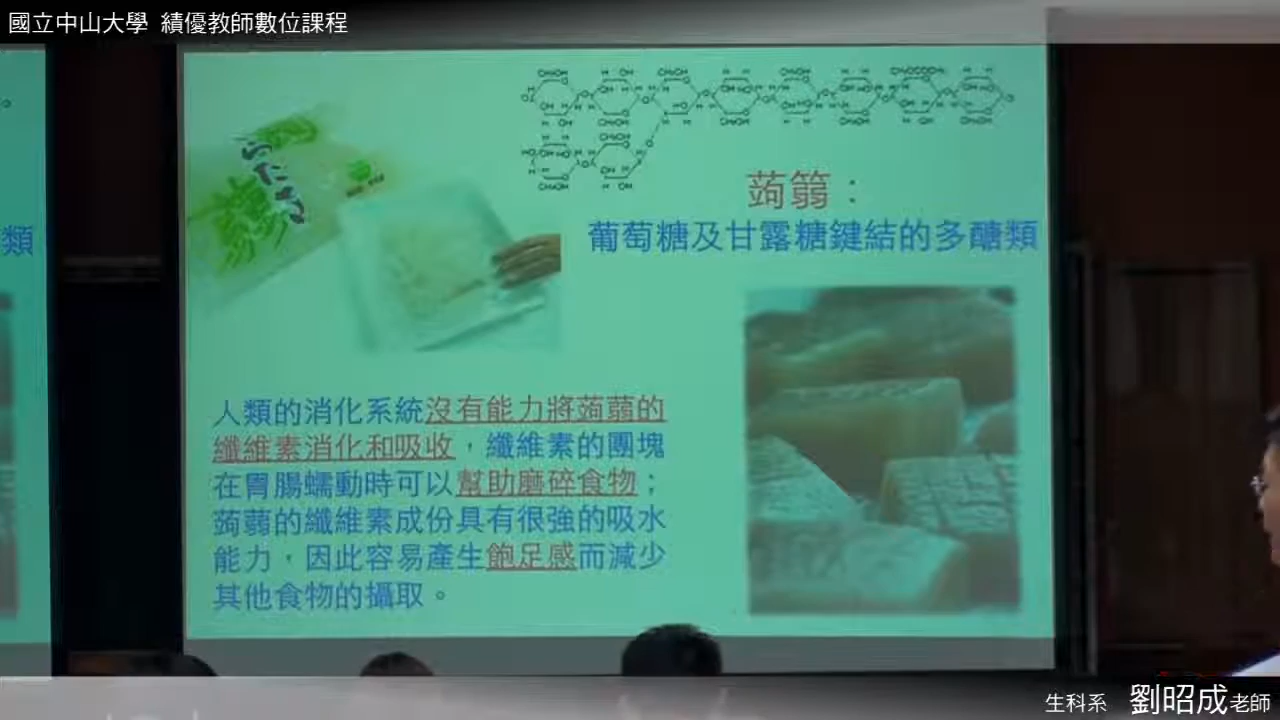 國立中山大學 績優教師數位課程
類
蒟篛：
葡萄糖及甘露糖鍵結的多醣類
人類的消化系統沒有能力將蒟蒻的
纖維素消化和吸收，纖維素的團塊
在胃腸蠕動時可以幫助磨碎食物；
蒟蒻的纖維素成份具有很強的吸水
能力，因此容易產生飽足感而減少
其他食物的攝取。
生科系 劉昭成老師